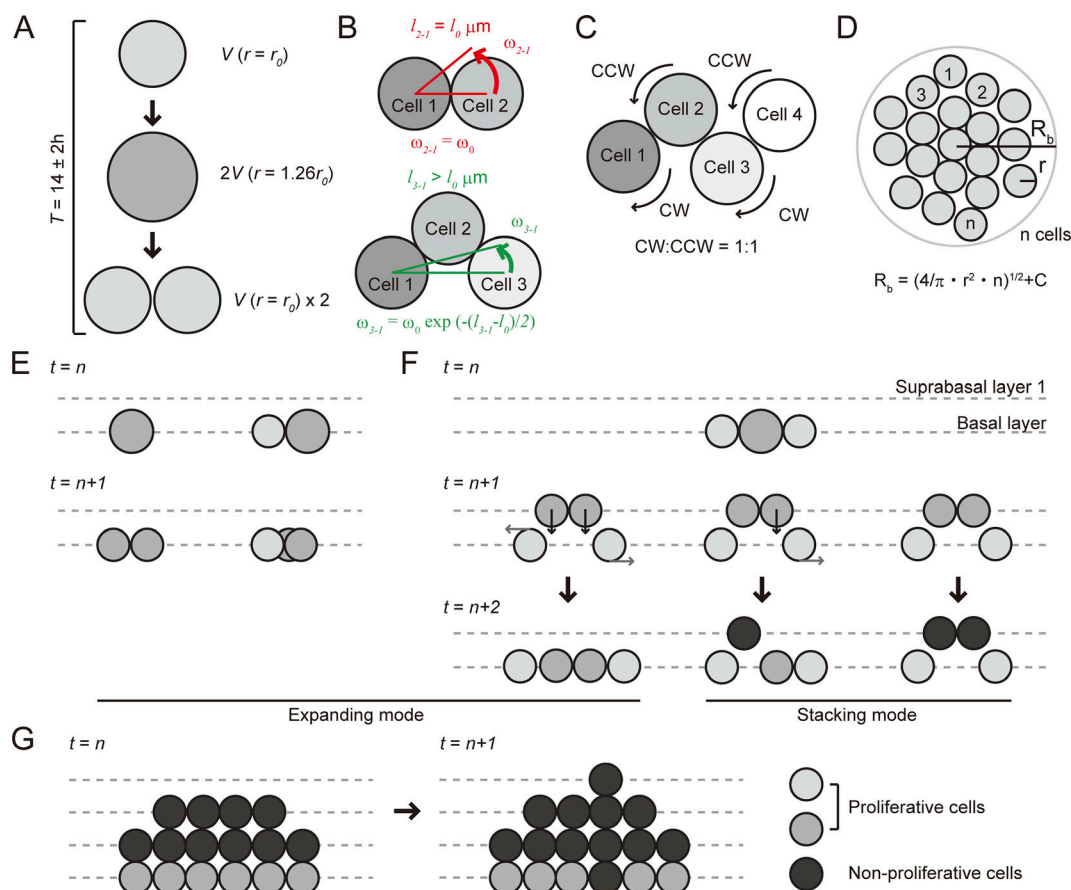 A
T = 14 ± 2h
V (r = r₀)
2V (r = 1.26r₀)
V (r = r₀) x 2
B
l₂₋₁ = l₀ μm
ω₂₋₁
Cell 1
Cell 2
ω₂₋₁ = ω₀
l₃₋₁ > l₀ μm
Cell 2
ω₃₋₁
Cell 1
Cell 3
ω₃₋₁ = ω₀ exp (-(l₃₋₁-l₀)/2)
C
CCW
CCW
Cell 2
Cell 4
Cell 1
Cell 3
CW
CW
CW:CCW = 1:1
D
1
3
2
R_b
r
n
n cells
R_b = (4/π・r²・n)^1/2+C
E
t = n
t = n+1
F
t = n
Suprabasal layer 1
Basal layer
t = n+1
t = n+2
Expanding mode
Stacking mode
G
t = n
t = n+1
Proliferative cells
Non-proliferative cells